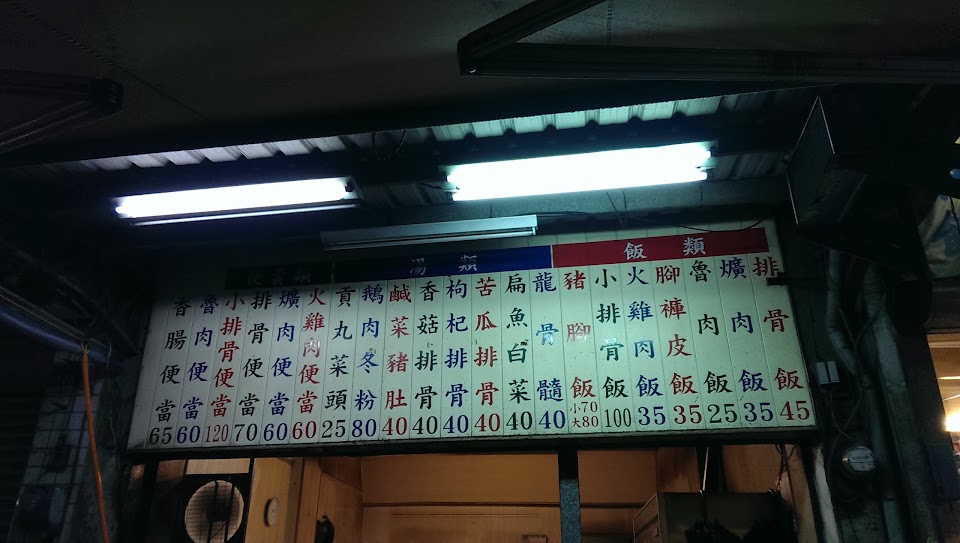 飯類
排骨飯45
爌肉飯35
魯肉飯25
腳褲皮飯35
火雞肉飯35
小排骨飯100
豬腳飯小70大80
湯類
龍骨髓40
扁魚白菜40
苦瓜排骨40
枸杞排骨40
香菇排骨40
鹹菜豬肚40
鵝肉冬粉80
貢丸菜頭25
便當類
火雞肉便當60
爌肉便當60
排骨便當70
小排骨便當120
魯肉便當60
香腸便當65